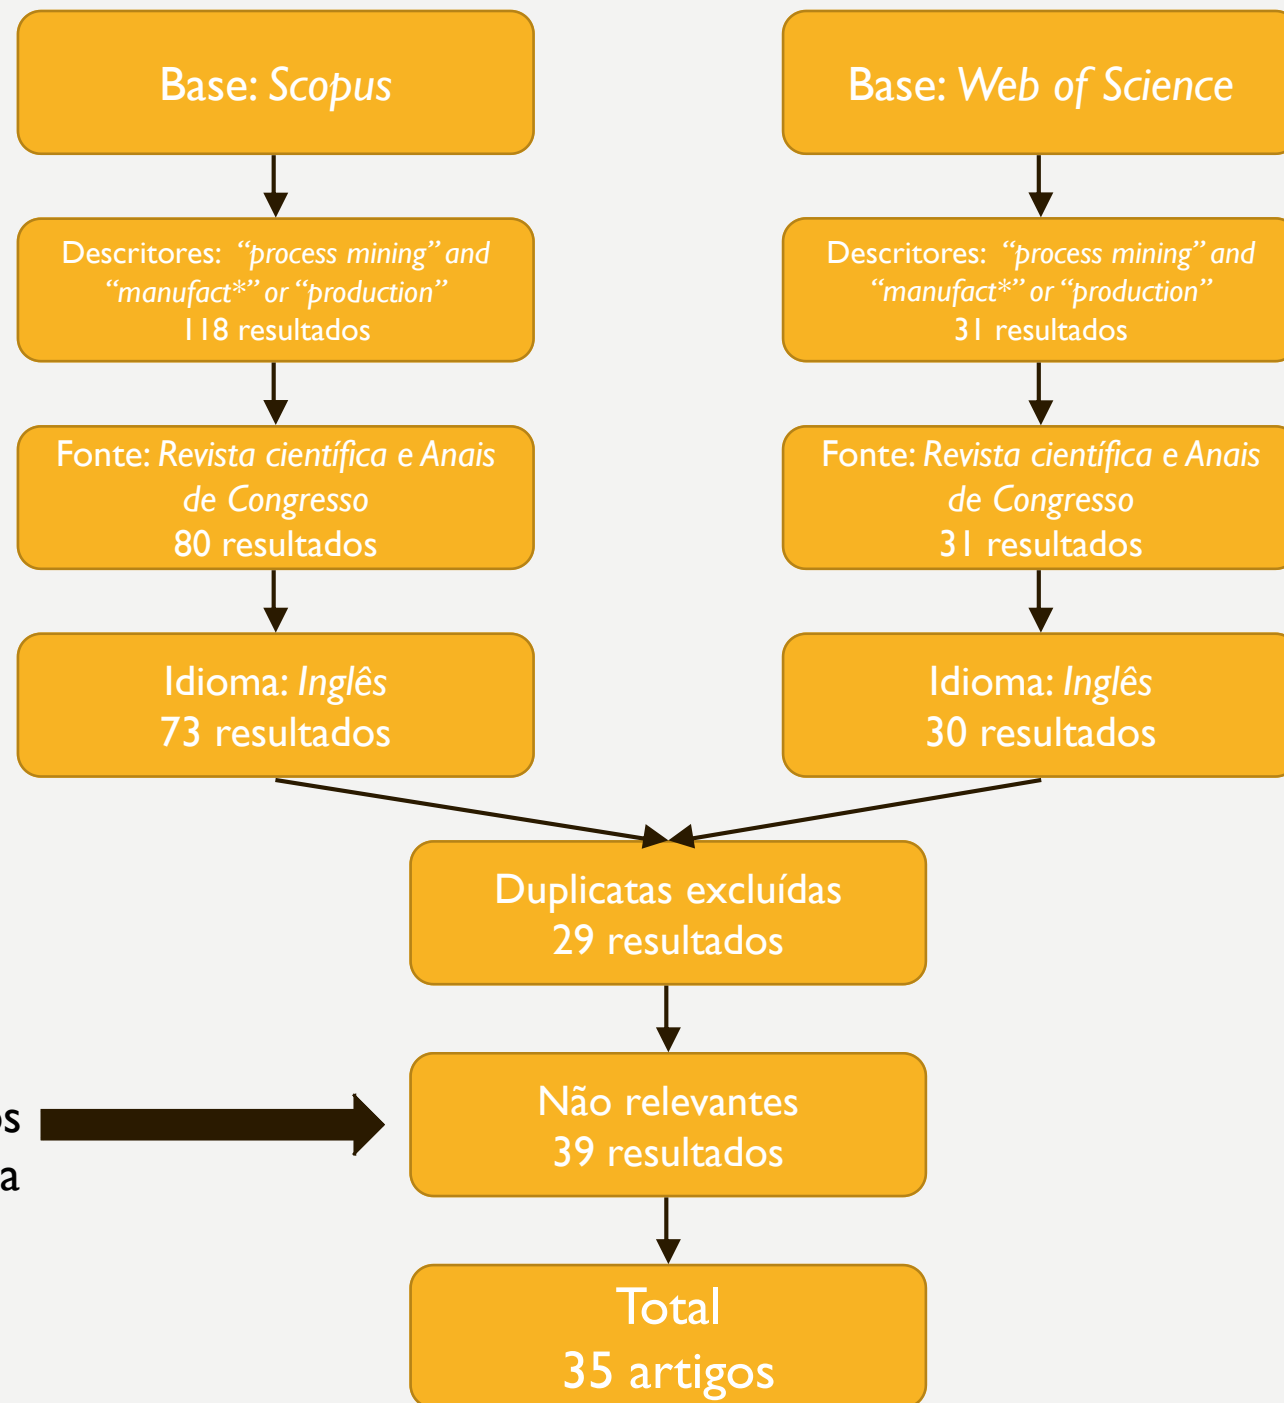 Base: Scopus
Descritores: “process mining” and
“manufact*” or “production”
118 resultados
Fonte: Revista científica e Anais
de Congresso
80 resultados
Idioma: Inglês
73 resultados
Base: Web of Science
Descritores: “process mining” and
“manufact*” or “production”
31 resultados
Fonte: Revista científica e Anais
de Congresso
31 resultados
Idioma: Inglês
30 resultados
Duplicatas excluídas
29 resultados
Não relevantes
39 resultados
Total
35 artigos